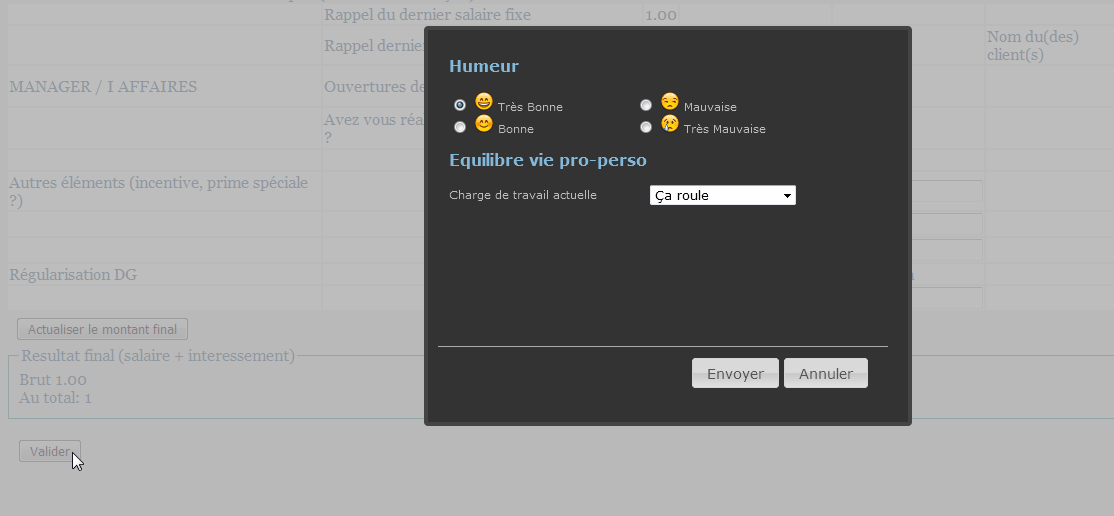 Rappel du dernier salaire fixe 1.00
Rappel dernie
Nom du(des)
client(s)
MANAGER / I AFFAIRES
Ouvertures de
Avez vous réa
?
Autres éléments (incentive, prime spéciale
?)
Régularisation DG
Actualiser le montant final
Resultat final (salaire + interessement)
Brut 1.00
Au total: 1
Valider
Humeur
Très Bonne
Mauvaise
Bonne
Très Mauvaise
Equilibre vie pro-perso
Charge de travail actuelle
Ça roule
Envoyer
Annuler